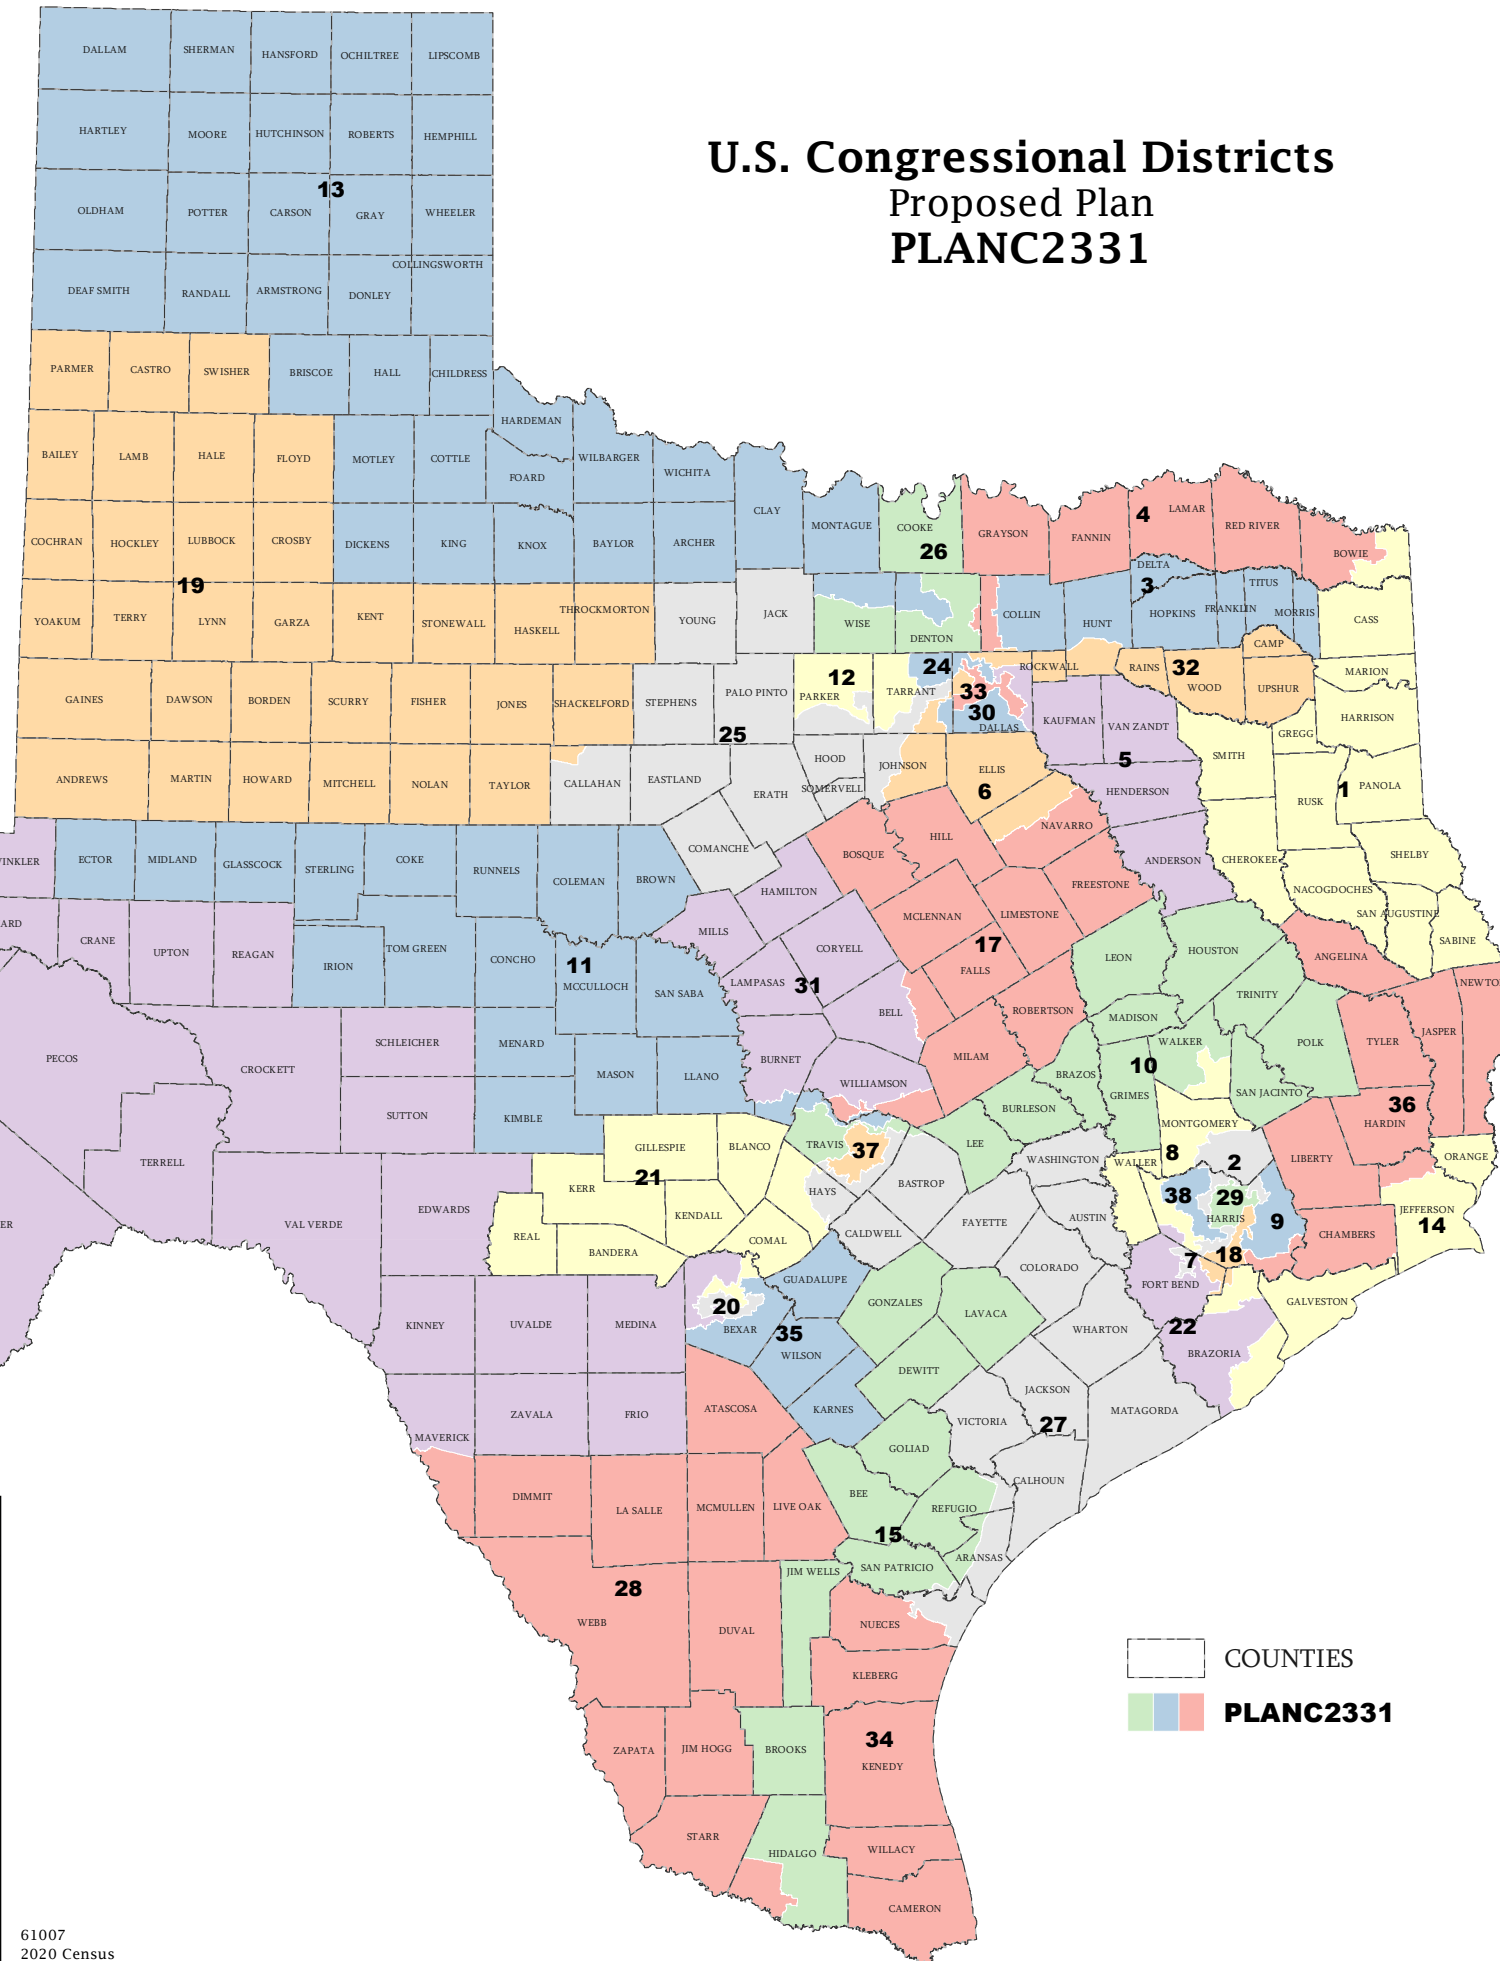 U.S. Congressional Districts
Proposed Plan
PLANC2331
DALLAM
SHERMAN
HANSFORD
OCHILTREE
LIPSCOMB
HARTLEY
MOORE
HUTCHINSON
ROBERTS
HEMPHILL
13
OLDHAM
POTTER
CARSON
GRAY
WHEELER
COLLINGSWORTH
DEAF SMITH
RANDALL
ARMSTRONG
DONLEY
PARMER
CASTRO
SWISHER
BRISCOE
HALL
CHILDRESS
HARDEMAN
BAILEY
LAMB
HALE
FLOYD
MOTLEY
COTTLE
FOARD
WILBARGER
WICHITA
CLAY
MONTAGUE
COOKE
26
GRAYSON
FANNIN
4
LAMAR
RED RIVER
BOWIE
COCHRAN
HOCKLEY
LUBBOCK
CROSBY
DICKENS
KING
KNOX
BAYLOR
ARCHER
DELTA
3
TITUS
HOPKINS
FRANKLIN
MORRIS
CASS
19
YOAKUM
TERRY
LYNN
GARZA
KENT
STONEWALL
HASKELL
THROCKMORTON
YOUNG
JACK
WISE
DENTON
COLLIN
HUNT
CAMP
MARION
24
12
PARKER
TARRANT
33
30
DALLAS
ROCKWALL
RAINS
32
WOOD
UPSHUR
HARRISON
GREGG
GAINES
DAWSON
BORDEN
SCURRY
FISHER
JONES
SHACKELFORD
STEPHENS
PALO PINTO
25
KAUFMAN
VAN ZANDT
5
SMITH
ANDREWS
MARTIN
HOWARD
MITCHELL
NOLAN
TAYLOR
CALLAHAN
EASTLAND
ERATH
HOOD
SOMERVELL
JOHNSON
ELLIS
6
HENDERSON
RUSK
1
PANOLA
INKLER
ECTOR
MIDLAND
GLASSCOCK
STERLING
COKE
RUNNELS
COLEMAN
BROWN
COMANCHE
HAMILTON
BOSQUE
HILL
NAVARRO
ANDERSON
CHEROKEE
SHELBY
NACOGDOCHES
SAN AUGUSTINE
SABINE
ARD
CRANE
UPTON
REAGAN
IRION
TOM GREEN
CONCHO
11
MCCULLOCH
SAN SABA
MILLS
LAMPASAS
31
CORYELL
BELL
MCLENNAN
LIMESTONE
FREESTONE
17
FALLS
ROBERTSON
LEON
HOUSTON
ANGELINA
TRINITY
NEWTO
PECOS
CROCKETT
SCHLEICHER
MENARD
MASON
LLANO
BURNET
WILLIAMSON
MILAM
MADISON
WALKER
10
POLK
TYLER
JASPER
BRAZOS
GRIMES
SAN JACINTO
36
HARDIN
TERRELL
SUTTON
KIMBLE
GILLESPIE
BLANCO
TRAVIS
37
LEE
BURLESON
MONTGOMERY
8
WASHINGTON
WALLER
2
LIBERTY
ORANGE
21
KERR
KENDALL
HAYS
BASTROP
38
29
HARRIS
9
ER
VAL VERDE
EDWARDS
REAL
BANDERA
COMAL
CALDWELL
FAYETTE
AUSTIN
CHAMBERS
JEFFERSON
14
7
18
COLORADO
FORT BEND
GALVESTON
KINNEY
UVALDE
MEDINA
20
BEXAR
GUADALUPE
35
WILSON
GONZALES
LAVACA
WHARTON
22
BRAZORIA
MAVERICK
ZAVALA
FRIO
ATASCOSA
KARNES
DEWITT
JACKSON
MATAGORDA
VICTORIA
27
GOLIAD
CALHOUN
DIMMIT
LA SALLE
MCMULLEN
LIVE OAK
BEE
REFUGIO
15
ARANSAS
SAN PATRICIO
JIM WELLS
28
WEBB
DUVAL
NUECES
KLEBERG
ZAPATA
JIM HOGG
BROOKS
34
KENEDY
STARR
HIDALGO
WILLACY
CAMERON
COUNTIES
PLANC2331
61007
2020 Census